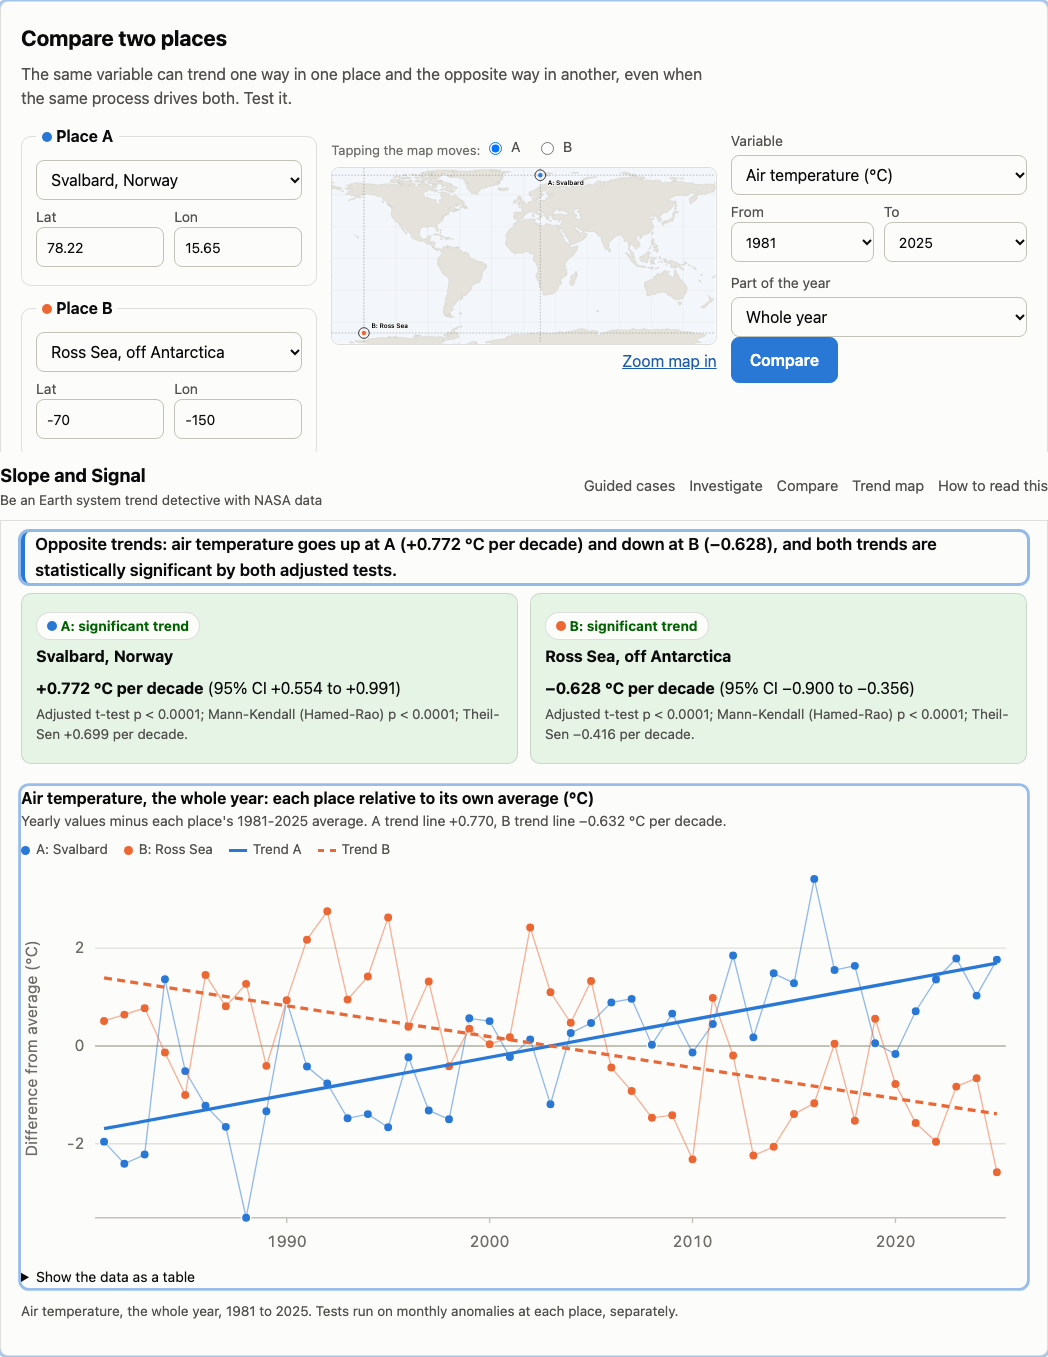 Compare two places
The same variable can trend one way in one place and the opposite way in another, even when
the same process drives both. Test it.
Place A
Svalbard, Norway
Lat
Lon
78.22
15.65
Place B
Ross Sea, off Antarctica
Lat
Lon
-70
-150
Tapping the map moves: A B
A: Svalbard
B: Ross Sea
Zoom map in
Variable
Air temperature (°C)
From
To
1981
2025
Part of the year
Whole year
Compare
Slope and Signal
Be an Earth system trend detective with NASA data
Guided cases Investigate Compare Trend map How to read this
Opposite trends: air temperature goes up at A (+0.772 °C per decade) and down at B (−0.628), and both trends are
statistically significant by both adjusted tests.
A: significant trend
Svalbard, Norway
+0.772 °C per decade (95% CI +0.554 to +0.991)
Adjusted t-test p < 0.0001; Mann-Kendall (Hamed-Rao) p < 0.0001; Theil-
Sen +0.699 per decade.
B: significant trend
Ross Sea, off Antarctica
−0.628 °C per decade (95% CI −0.900 to −0.356)
Adjusted t-test p < 0.0001; Mann-Kendall (Hamed-Rao) p < 0.0001; Theil-
Sen −0.416 per decade.
Air temperature, the whole year: each place relative to its own average (°C)
Yearly values minus each place's 1981-2025 average. A trend line +0.770, B trend line −0.632 °C per decade.
A: Svalbard B: Ross Sea Trend A Trend B
Difference from average (°C)
2
0
−2
1990 2000 2010 2020
Show the data as a table
Air temperature, the whole year, 1981 to 2025. Tests run on monthly anomalies at each place, separately.